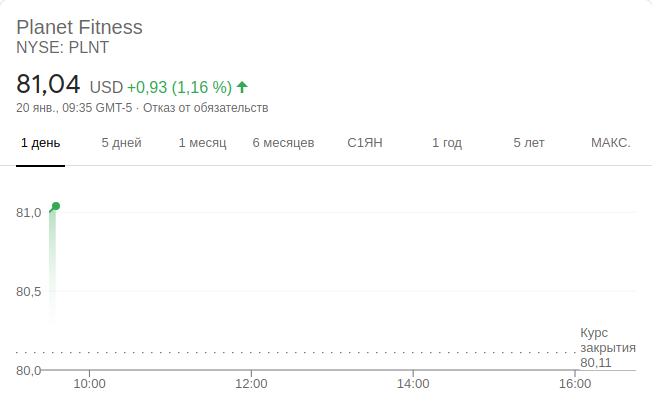 Planet Fitness
NYSE: PLNT
81,04 USD +0,93 (1,16 %)
20 янв., 09:35 GMT-5 · Отказ от обязательств
1 день 5 дней 1 месяц 6 месяцев С1ЯН 1 год 5 лет МАКС.
81,0
80,5
Курс
закрытия
80,11
80,0
10:00 12:00 14:00 16:00